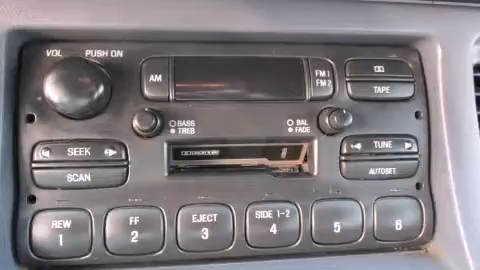 VOL PUSH ON
AM
FM 1
FM 2
TAPE
BASS
TREB
BAL
FADE
SEEK
TUNE
SCAN
AUTOSET
REW
1
FF
2
EJECT
3
SIDE 1-2
4
5
6